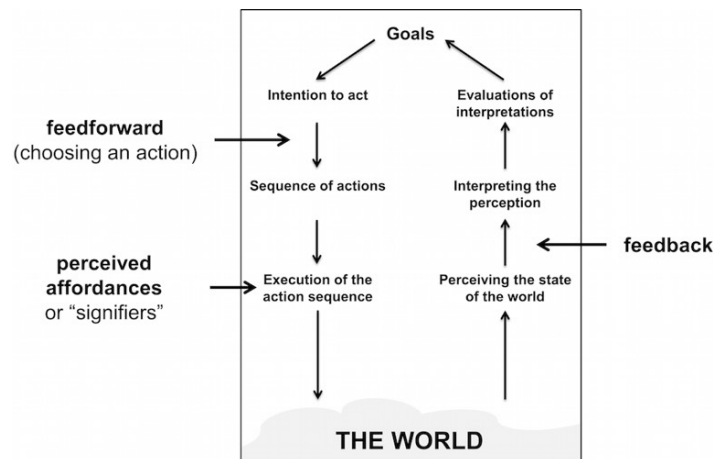 Goals
Intention to act
Evaluations of
interpretations
feedforward
(choosing an action)
Sequence of actions
Interpreting the
perception
feedback
perceived
affordances
or “signifiers”
Execution of the
action sequence
Perceiving the state
of the world
THE WORLD